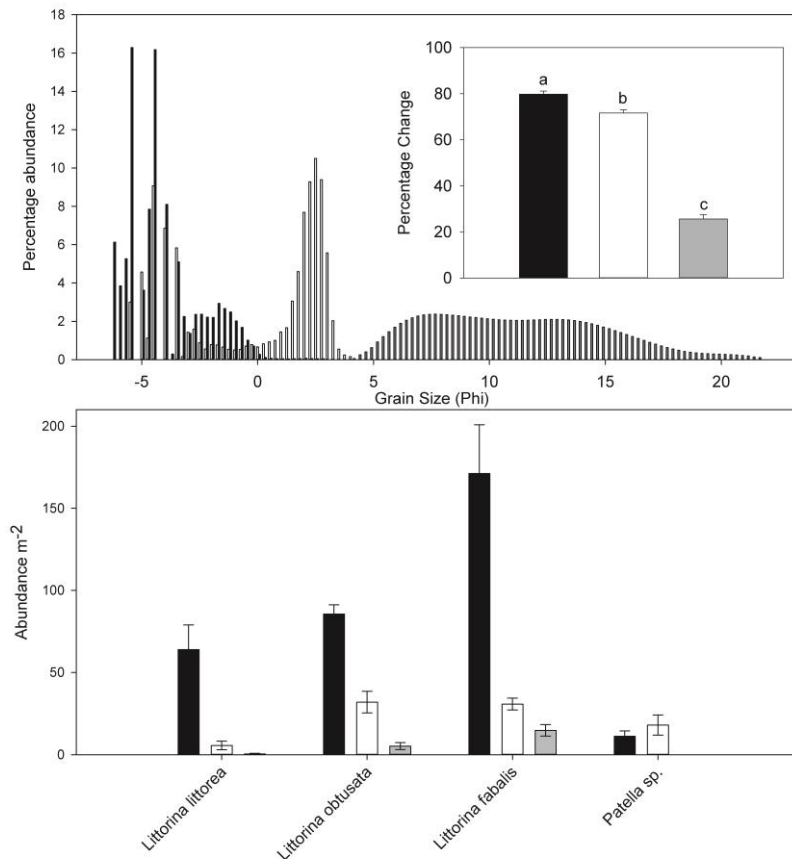 Percentage abundance
18
16
14
12
10
8
6
4
2
0
-5
0
5
10
15
20
Grain Size (Phi)
Percentage Change
100
80
60
40
20
0
a
b
c
Abundance m-2
200
150
100
50
0
Littorina littorea
Littorina obtusata
Littorina fabalis
Patella sp.